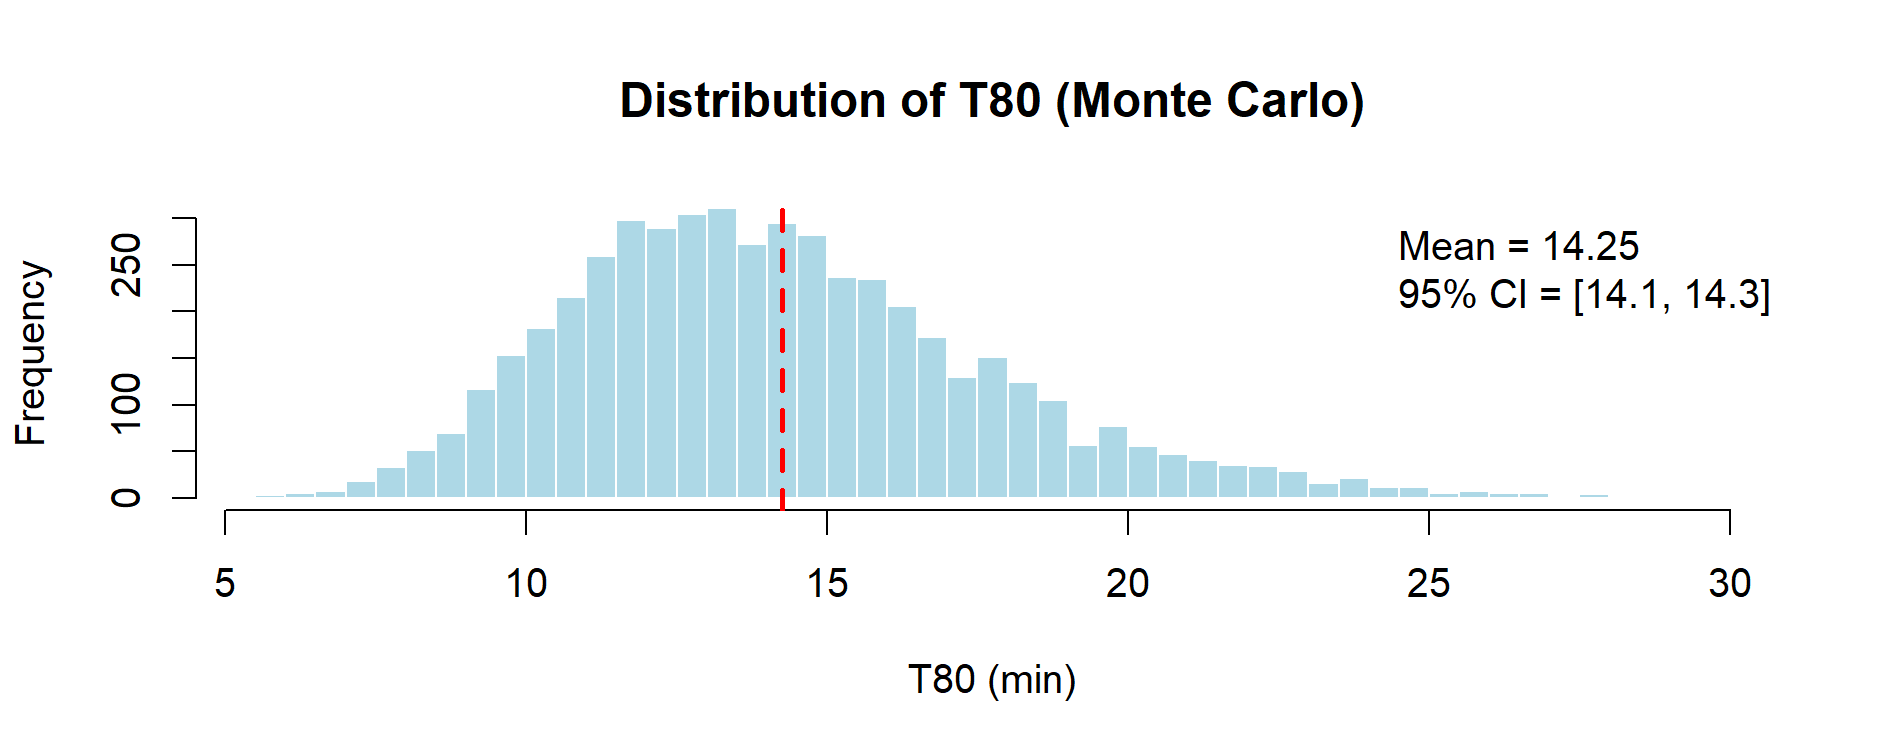 Distribution of T80 (Monte Carlo)
Mean = 14.25
95% CI = [14.1, 14.3]
Frequency
250
100
0
5 10 15 20 25 30
T80 (min)